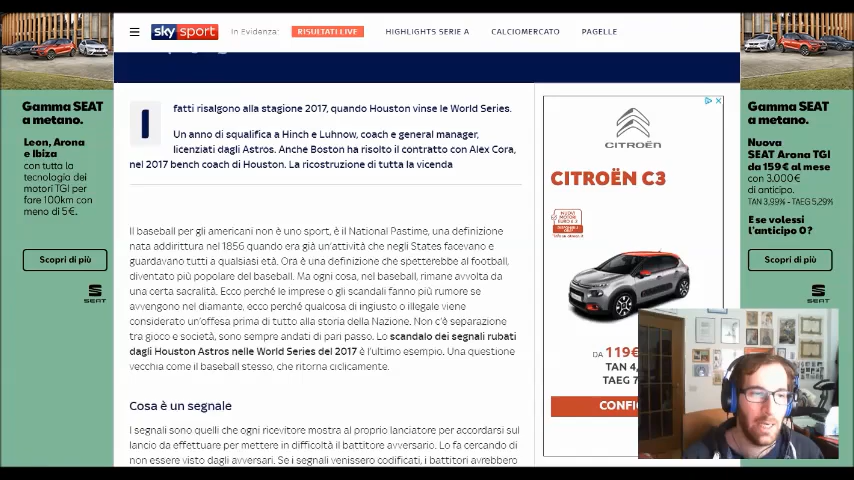 sky sport
In Evidenza:
RISULTATI LIVE
HIGHLIGHTS SERIE A
CALCIOMERCATO
PAGELLE
Gamma SEAT
a metano.
Leon, Arona
e Ibiza
con tutta la
tecnologia dei
motori TGI per
fare 100km con
meno di 5€.
Scopri di più
SEAT
I
fatti risalgono alla stagione 2017, quando Houston vinse le World Series.
Un anno di squalifica a Hinch e Luhnow, coach e general manager,
licenziati dagli Astros. Anche Boston ha risolto il contratto con Alex Cora,
nel 2017 bench coach di Houston. La ricostruzione di tutta la vicenda
Il baseball per gli americani non è uno sport, è il National Pastime, una definizione
nata addirittura nel 1856 quando era già un'attività che negli States facevano e
guardavano tutti a qualsiasi età. Ora è una definizione che spetterebbe al football,
diventato più popolare del baseball. Ma ogni cosa, nel baseball, rimane avvolta da
una certa sacralità. Ecco perché le imprese o gli scandali fanno più rumore se
avvengono nel diamante, ecco perché qualcosa di ingiusto o illegale viene
considerato un'offesa prima di tutto alla storia della Nazione. Non c'è separazione
tra gioco e società, sono sempre andati di pari passo. Lo scandalo dei segnali rubati
dagli Houston Astros nelle World Series del 2017 è l'ultimo esempio. Una questione
vecchia come il baseball stesso, che ritorna ciclicamente.
Cosa è un segnale
I segnali sono quelli che ogni ricevitore mostra al proprio lanciatore per accordarsi sul
lancio da effettuare per mettere in difficoltà il battitore avversario. Lo fa cercando di
non essere visto dagli avversari. Se i segnali venissero codificati, i battitori avrebbero
CITROËN
CITROËN C3
DA 119€
TAN 4,
TAEG 7
CONFIG
Gamma SEAT
a metano.
Nuova
SEAT Arona TGI
da 159€ al mese
con 3.000€
di anticipo.
TAN 3,99% - TAEG 5,29%
E se volessi
l'anticipo 0?
Scopri di più
SEAT